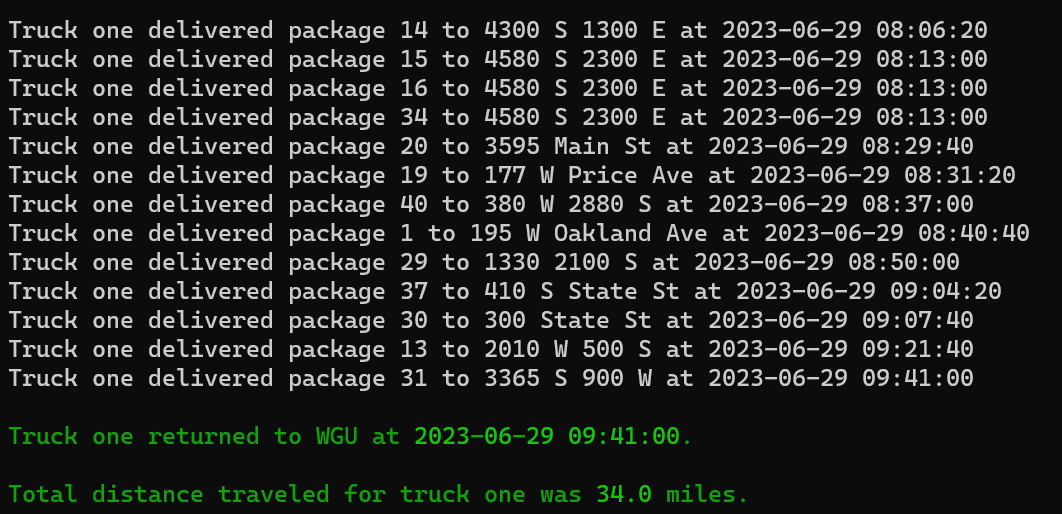 Truck one delivered package 14 to 4300 S 1300 E at 2023-06-29 08:06:20
Truck one delivered package 15 to 4580 S 2300 E at 2023-06-29 08:13:00
Truck one delivered package 16 to 4580 S 2300 E at 2023-06-29 08:13:00
Truck one delivered package 34 to 4580 S 2300 E at 2023-06-29 08:13:00
Truck one delivered package 20 to 3595 Main St at 2023-06-29 08:29:40
Truck one delivered package 19 to 177 W Price Ave at 2023-06-29 08:31:20
Truck one delivered package 40 to 380 W 2880 S at 2023-06-29 08:37:00
Truck one delivered package 1 to 195 W Oakland Ave at 2023-06-29 08:40:40
Truck one delivered package 29 to 1330 2100 S at 2023-06-29 08:50:00
Truck one delivered package 37 to 410 S State St at 2023-06-29 09:04:20
Truck one delivered package 30 to 300 State St at 2023-06-29 09:07:40
Truck one delivered package 13 to 2010 W 500 S at 2023-06-29 09:21:40
Truck one delivered package 31 to 3365 S 900 W at 2023-06-29 09:41:00
Truck one returned to WGU at 2023-06-29 09:41:00.
Total distance traveled for truck one was 34.0 miles.